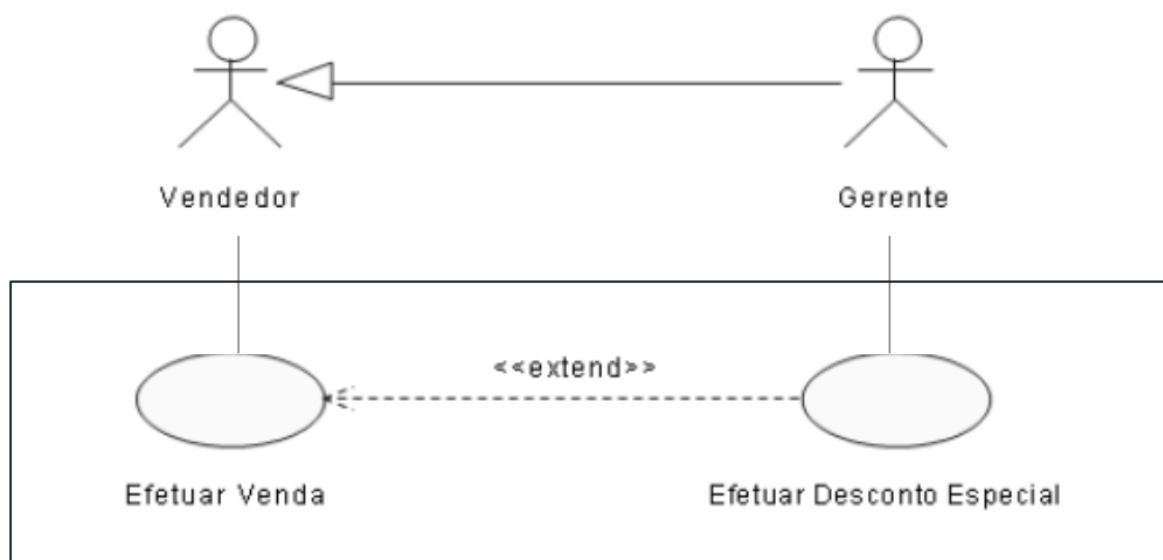 Vendedor
Gerente
<<extend>>
Efetuar Venda
Efetuar Desconto Especial